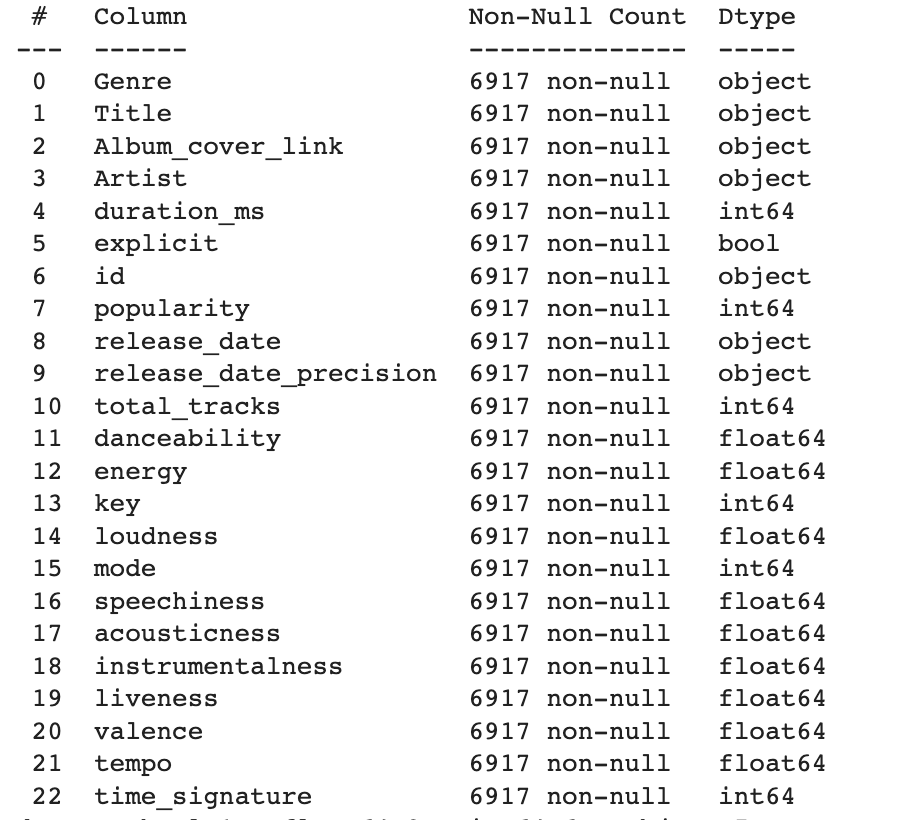 # Column Non-Null Count Dtype
--- ------ -------------- -----
0 Genre 6917 non-null object
1 Title 6917 non-null object
2 Album_cover_link 6917 non-null object
3 Artist 6917 non-null object
4 duration_ms 6917 non-null int64
5 explicit 6917 non-null bool
6 id 6917 non-null object
7 popularity 6917 non-null int64
8 release_date 6917 non-null object
9 release_date_precision 6917 non-null object
10 total_tracks 6917 non-null int64
11 danceability 6917 non-null float64
12 energy 6917 non-null float64
13 key 6917 non-null int64
14 loudness 6917 non-null float64
15 mode 6917 non-null int64
16 speechiness 6917 non-null float64
17 acousticness 6917 non-null float64
18 instrumentalness 6917 non-null float64
19 liveness 6917 non-null float64
20 valence 6917 non-null float64
21 tempo 6917 non-null float64
22 time_signature 6917 non-null int64